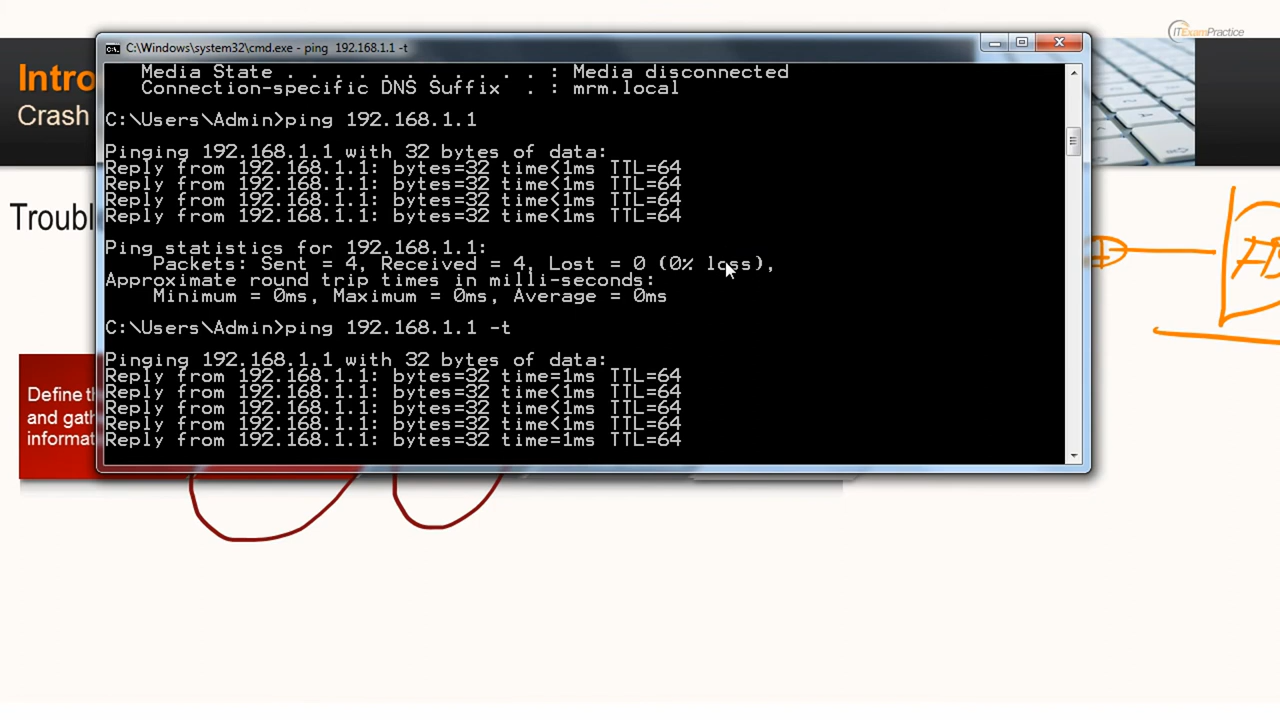 ITExamPractice
C:\Windows\system32\cmd.exe - ping 192.168.1.1 -t
Intro
Crash
Media State . . . . . . . . . . . : Media disconnected
Connection-specific DNS Suffix . : mrm.local
C:\Users\Admin>ping 192.168.1.1
Pinging 192.168.1.1 with 32 bytes of data:
Reply from 192.168.1.1: bytes=32 time<1ms TTL=64
Reply from 192.168.1.1: bytes=32 time<1ms TTL=64
Reply from 192.168.1.1: bytes=32 time<1ms TTL=64
Reply from 192.168.1.1: bytes=32 time<1ms TTL=64
Troubl
Ping statistics for 192.168.1.1:
Packets: Sent = 4, Received = 4, Lost = 0 (0% loss),
Approximate round trip times in milli-seconds:
Minimum = 0ms, Maximum = 0ms, Average = 0ms
C:\Users\Admin>ping 192.168.1.1 -t
Pinging 192.168.1.1 with 32 bytes of data:
Reply from 192.168.1.1: bytes=32 time=1ms TTL=64
Reply from 192.168.1.1: bytes=32 time<1ms TTL=64
Reply from 192.168.1.1: bytes=32 time<1ms TTL=64
Reply from 192.168.1.1: bytes=32 time<1ms TTL=64
Reply from 192.168.1.1: bytes=32 time=1ms TTL=64
Define th
and gath
informat